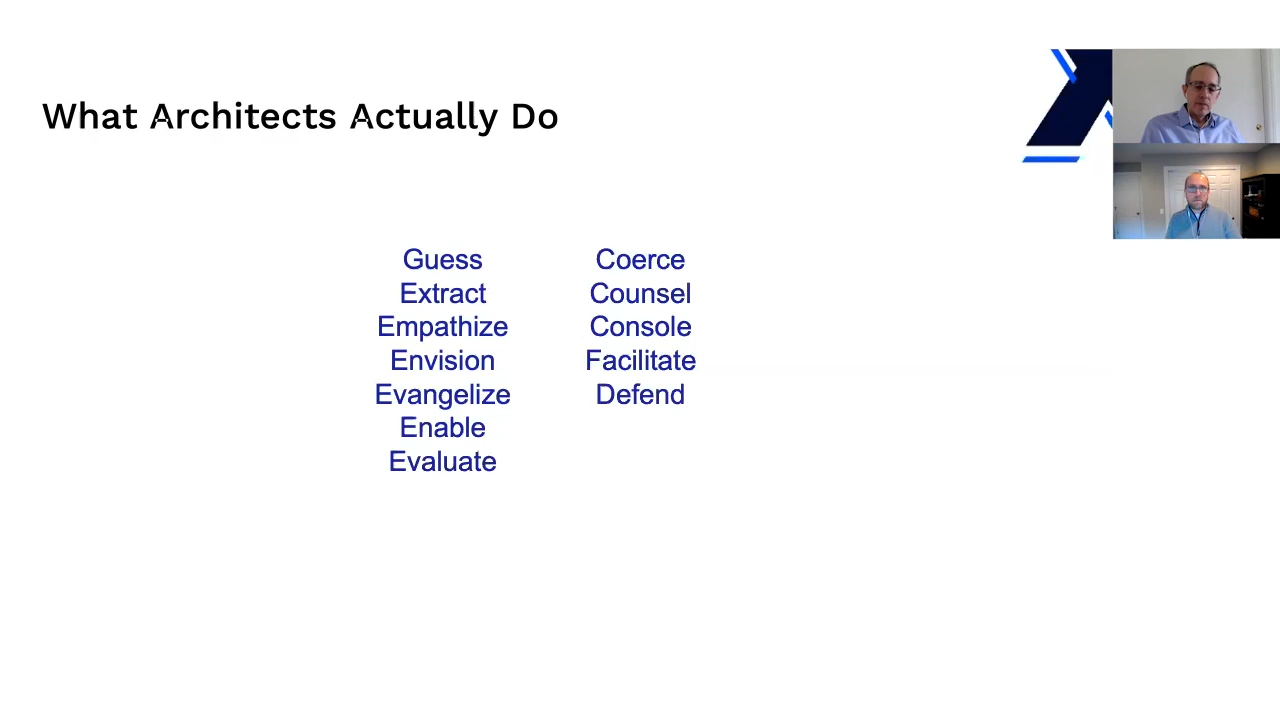 What Architects Actually Do
Guess
Extract
Empathize
Envision
Evangelize
Enable
Evaluate
Coerce
Counsel
Console
Facilitate
Defend